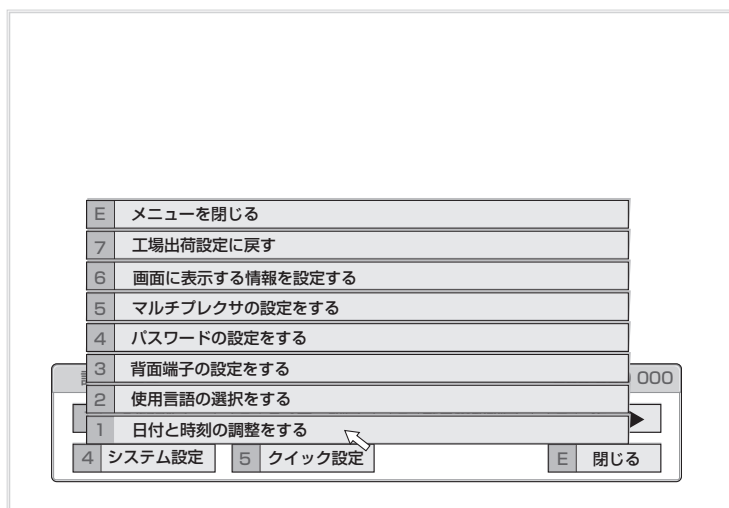 E メニューを閉じる
7 工場出荷設定に戻す
6 画面に表示する情報を設定する
5 マルチプレクサの設定をする
4 パスワードの設定をする
3 背面端子の設定をする
000
2 使用言語の選択をする
1 日付と時刻の調整をする
4 システム設定 5 クイック設定 E 閉じる